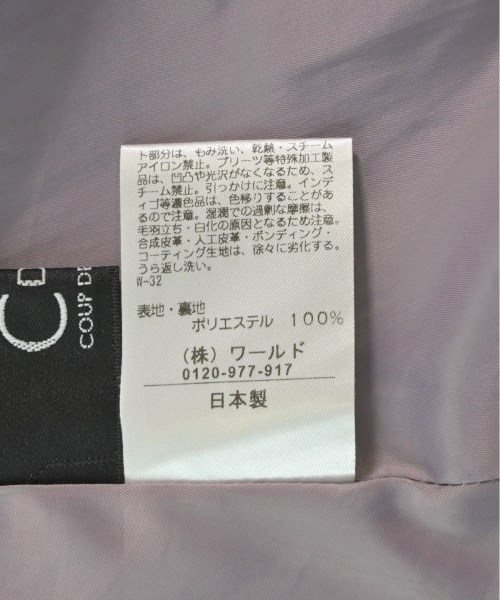 ト部分は、もみ洗い、乾熱・スチーム
アイロン禁止。プリーツ等特殊加工製
品は、凹凸や光沢がなくなるため、ス
チーム禁止。引っかけに注意。インデ
ィゴ等濃色品は、色移りすることがあ
るので注意。湿潤での過剰な摩擦は、
毛羽立ち・白化の原因となるため注意。
合成皮革・人工皮革・ボンディング・
コーティング生地は、徐々に劣化する。
うら返し洗い。
W-32
表地・裏地
ポリエステル 100%
(株) ワールド
0120-977-917
日本製
COUP DE